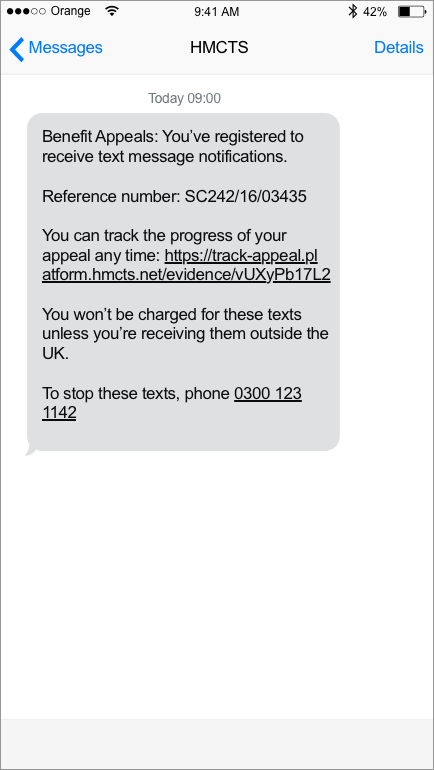 Orange 9:41 AM 42%
Messages HMCTS Details
Today 09:00
Benefit Appeals: You’ve registered to
receive text message notifications.
Reference number: SC242/16/03435
You can track the progress of your
appeal any time: https://track-appeal.pl
atform.hmcts.net/evidence/vUXyPb17L2
You won’t be charged for these texts
unless you’re receiving them outside the
UK.
To stop these texts, phone 0300 123
1142